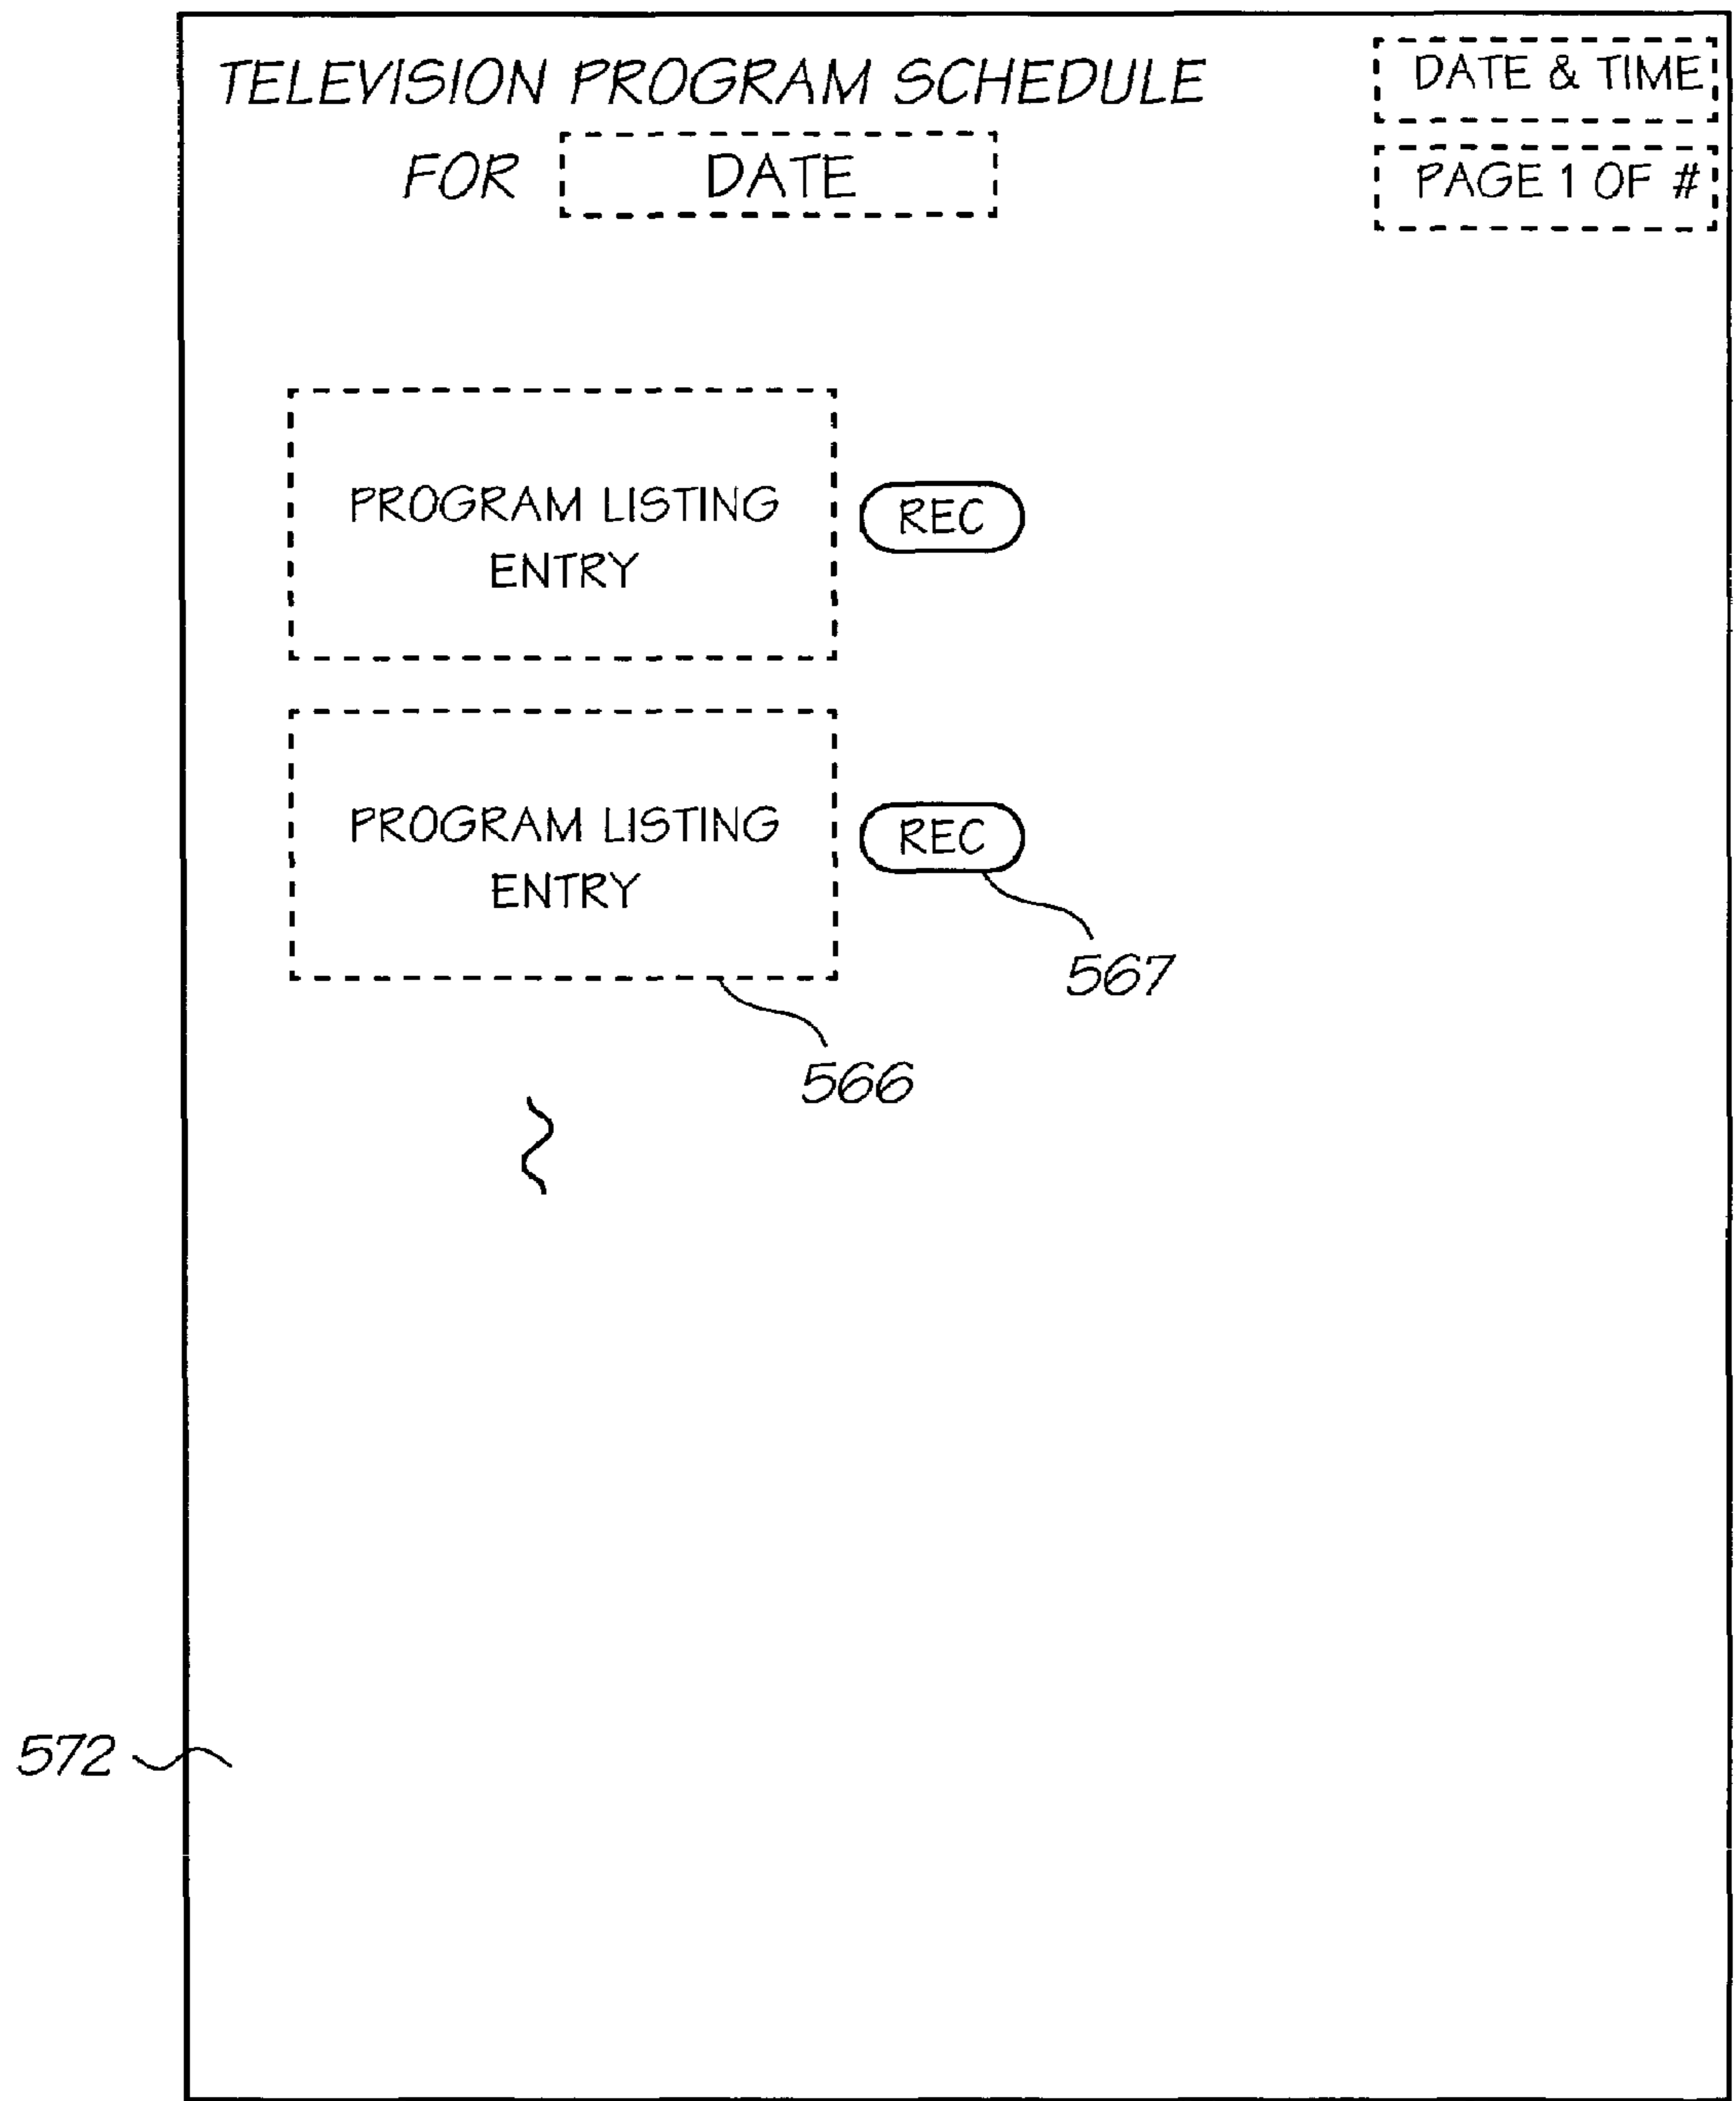 TELEVISION PROGRAM SCHEDULE
FOR DATE
DATE & TIME
PAGE 1 OF #
PROGRAM LISTING
ENTRY
REC
PROGRAM LISTING
ENTRY
REC
567
566
572